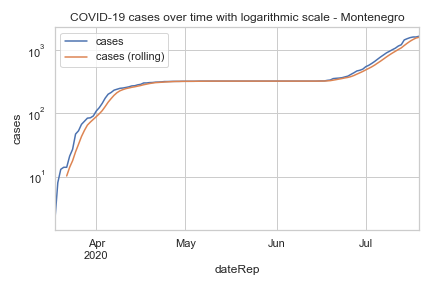 COVID-19 cases over time with logarithmic scale - Montenegro
cases
cases (rolling)
10³
10²
10¹
cases
Apr
2020
May
Jun
Jul
dateRep